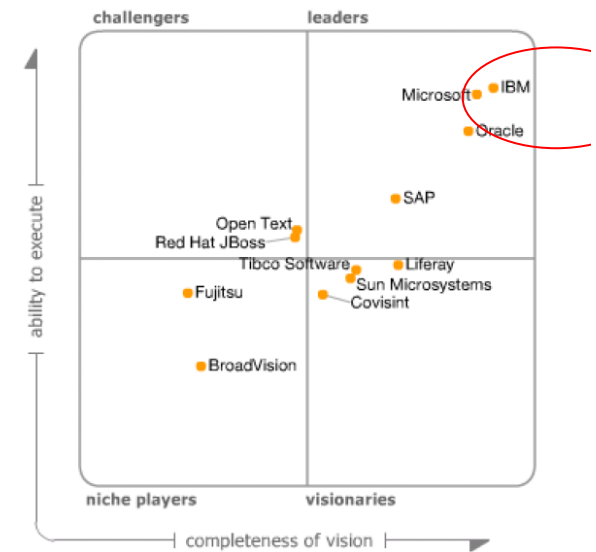 challengers
leaders
IBM
Microsoft
Oracle
SAP
Open Text
Red Hat JBoss
Tibco Software
Liferay
Sun Microsystems
Fujitsu
Covisint
BroadVision
niche players
visionaries
ability to execute
completeness of vision